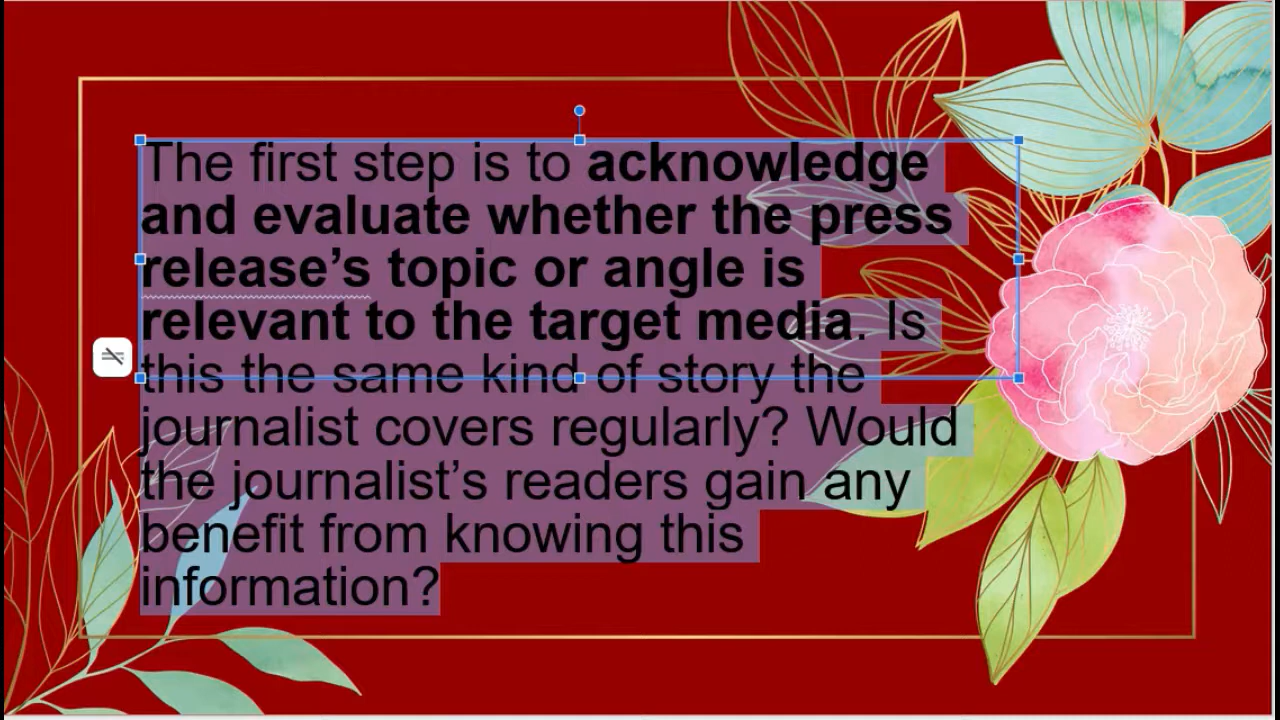 The first step is to acknowledge
and evaluate whether the press
release’s topic or angle is
relevant to the target media. Is
this the same kind of story the
journalist covers regularly? Would
the journalist’s readers gain any
benefit from knowing this
information?